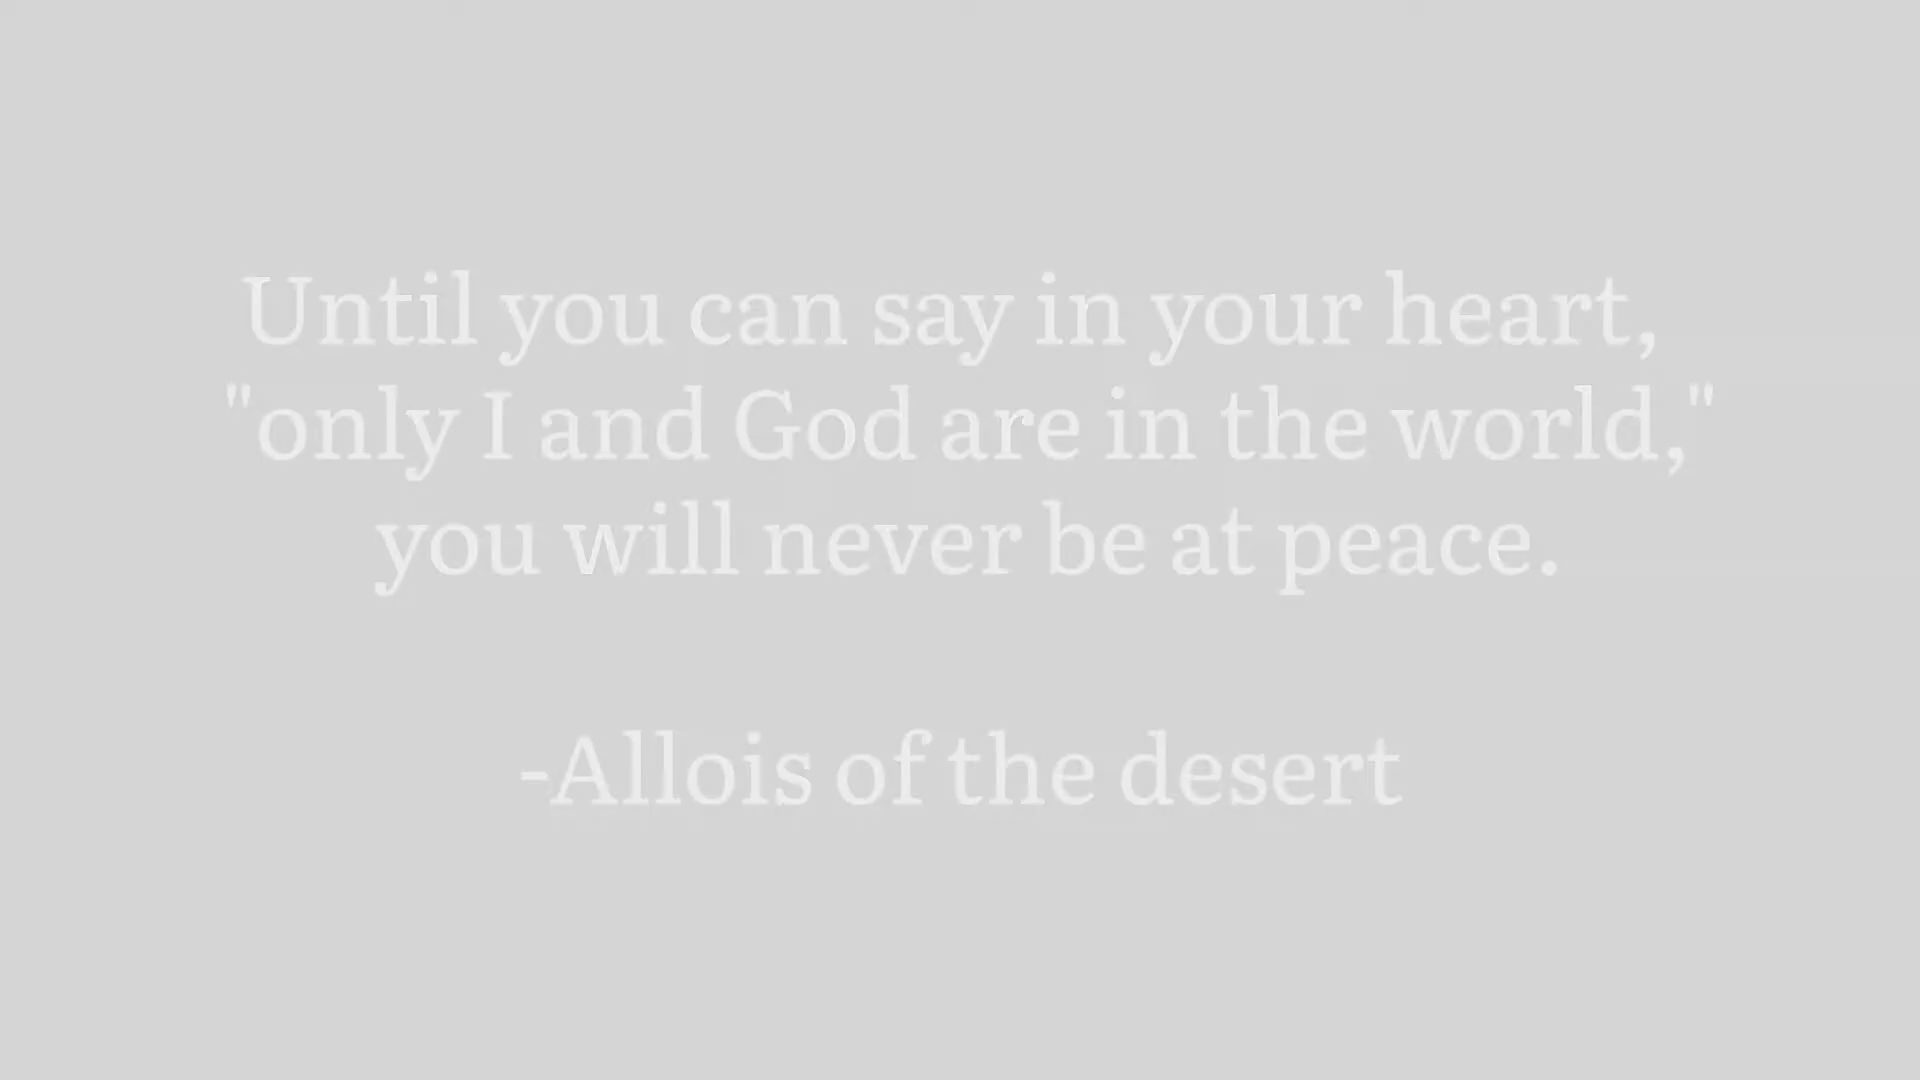 Until you can say in your heart,
"only I and God are in the world,"
you will never be at peace.
-Allois of the desert